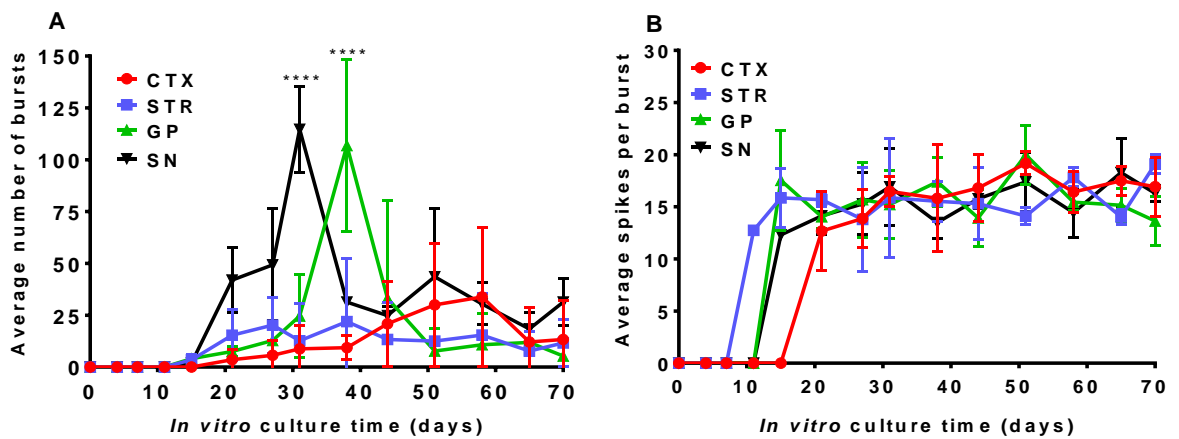 A
Average number of bursts
150
125
100
75
50
25
0
CTX
STR
GP
SN
****
****
0 10 20 30 40 50 60 70
In vitro culture time (days)
B
Average spikes per burst
30
25
20
15
10
5
0
CTX
STR
GP
SN
0 10 20 30 40 50 60 70
In vitro culture time (days)